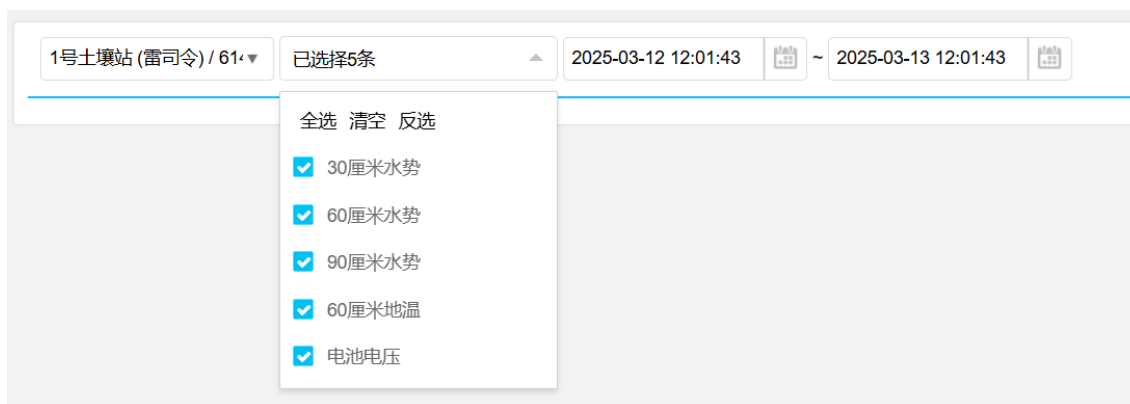 1号土壤站 (雷司令) / 614 已选择5条 2025-03-12 12:01:43 ~ 2025-03-13 12:01:43
全选 清空 反选
30厘米水势
60厘米水势
90厘米水势
60厘米地温
电池电压